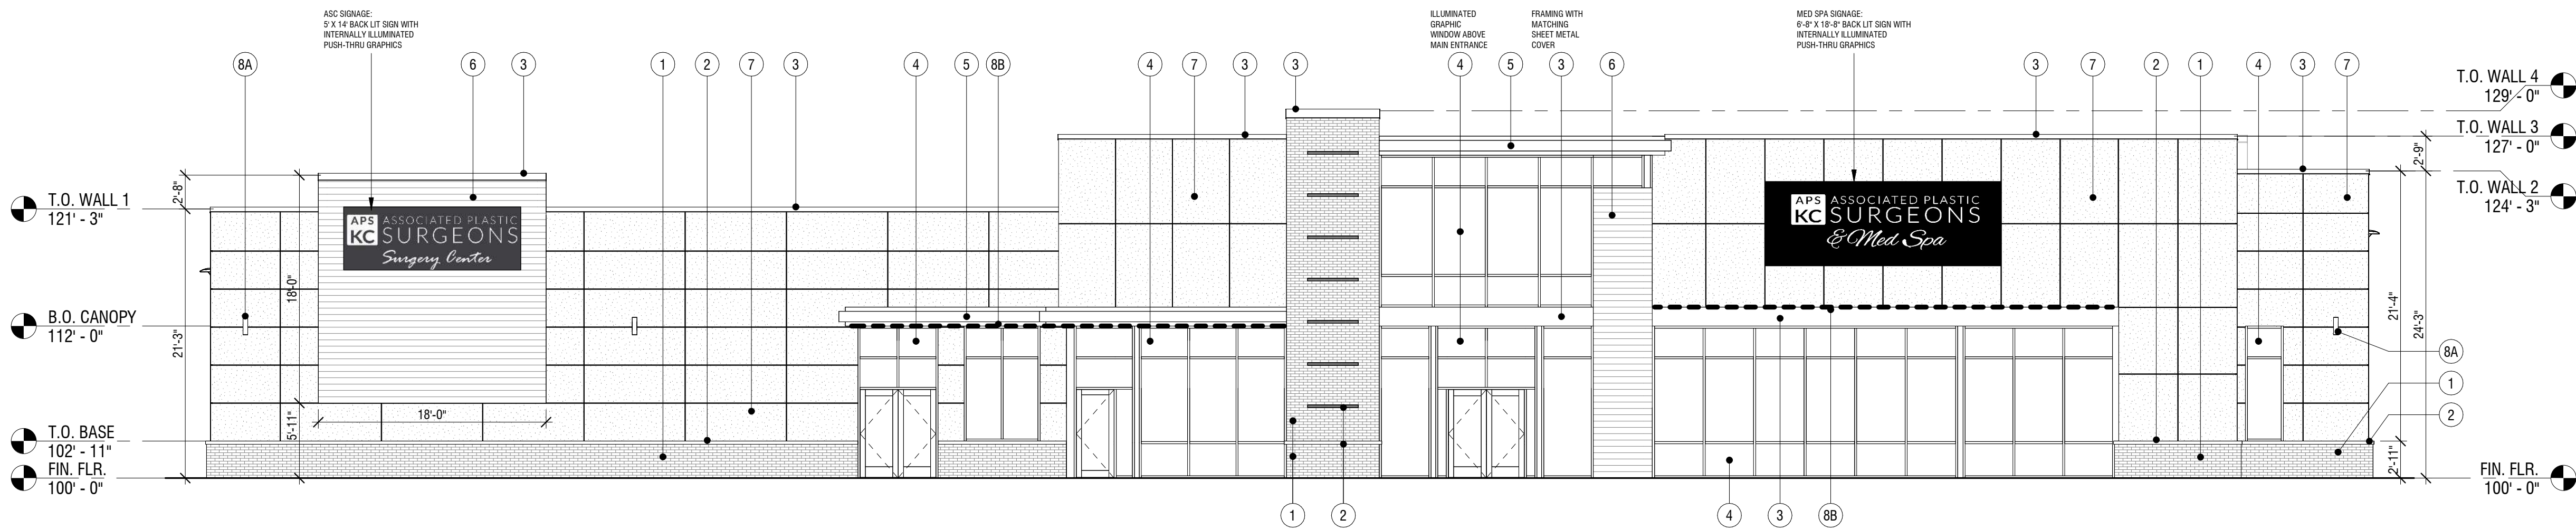 ASC SIGNAGE:
5' X 14' BACK LIT SIGN WITH
INTERNALLY ILLUMINATED
PUSH-THRU GRAPHICS
ILLUMINATED
GRAPHIC
WINDOW ABOVE
MAIN ENTRANCE
FRAMING WITH
MATCHING
SHEET METAL
COVER
MED SPA SIGNAGE:
6'-8" X 18'-8" BACK LIT SIGN WITH
INTERNALLY ILLUMINATED
PUSH-THRU GRAPHICS
8A 6 3 1 2 7 3 4 5 8B 4 7 3 3 4 5 3 6 3 7 2 1 4 3 7
T.O. WALL 4
129' - 0"
T.O. WALL 3
127' - 0"
T.O. WALL 2
124' - 3"
2'-9"
2'-8"
T.O. WALL 1
121' - 3"
APS
KC
ASSOCIATED PLASTIC
SURGEONS
Surgery Center
APS
KC
ASSOCIATED PLASTIC
SURGEONS
& Med Spa
18'-0"
21'-3"
B.O. CANOPY
112' - 0"
21'-4"
24'-3"
8A
1
2
18'-0"
5'-11"
T.O. BASE
102' - 11"
2'-11"
FIN. FLR.
100' - 0"
FIN. FLR.
100' - 0"
1 2 4 3 8B